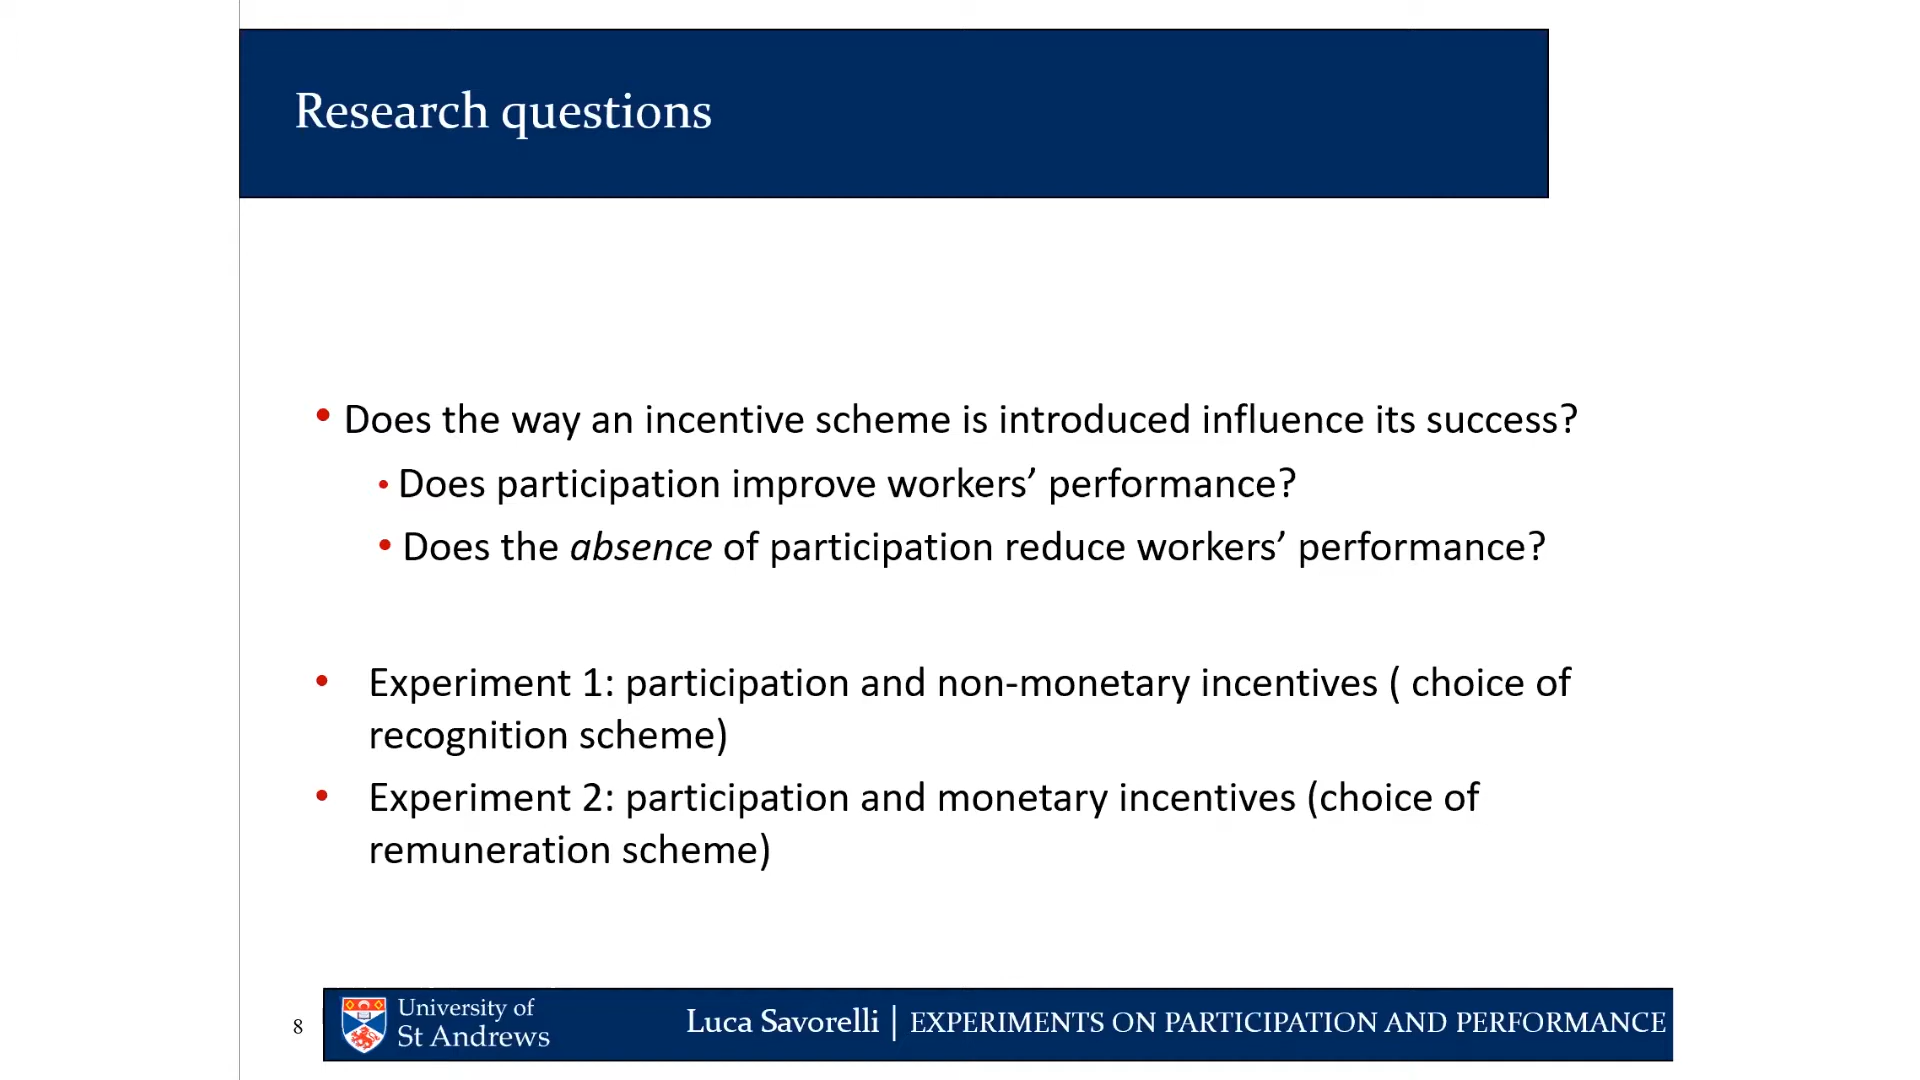 Research questions
• Does the way an incentive scheme is introduced influence its success?
• Does participation improve workers’ performance?
• Does the absence of participation reduce workers’ performance?
• Experiment 1: participation and non-monetary incentives ( choice of
recognition scheme)
• Experiment 2: participation and monetary incentives (choice of
remuneration scheme)
8
University of
St Andrews
Luca Savorelli | EXPERIMENTS ON PARTICIPATION AND PERFORMANCE